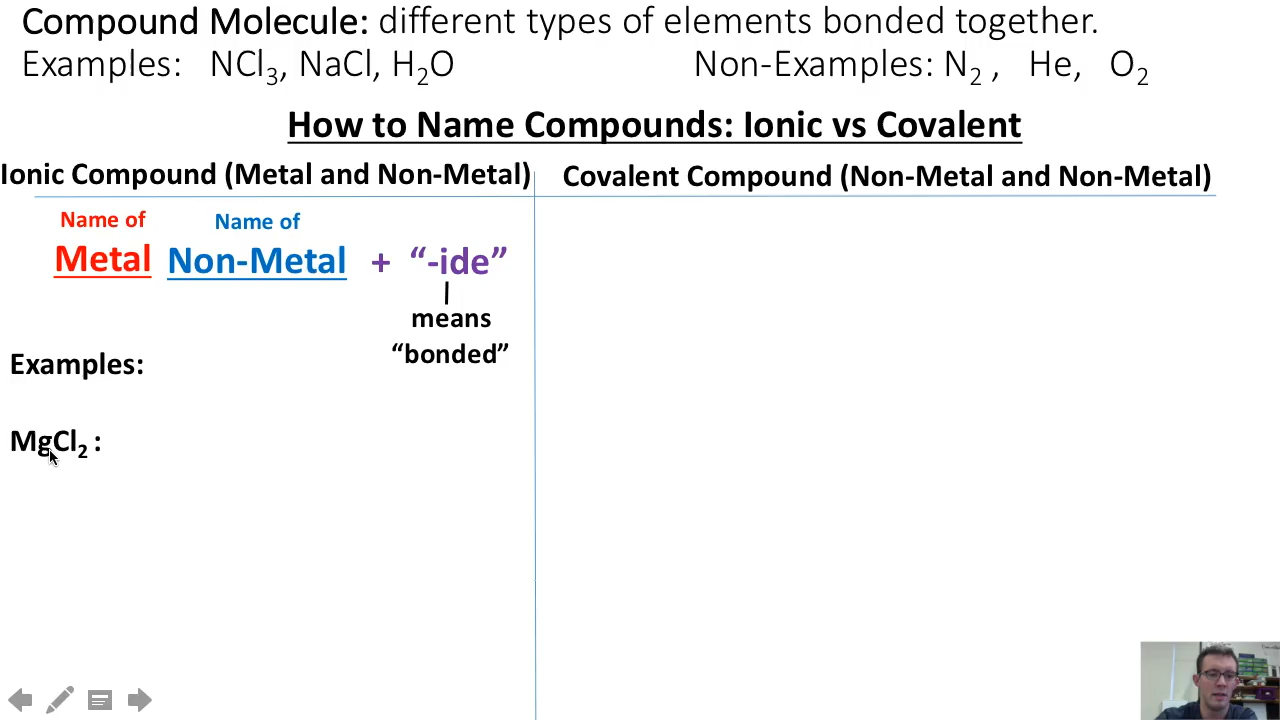 Compound Molecule: different types of elements bonded together.
Examples: NCl₃, NaCl, H₂O Non-Examples: N₂ , He, O₂
How to Name Compounds: Ionic vs Covalent
Ionic Compound (Metal and Non-Metal)
Name of Name of
Metal Non-Metal + “-ide”
means
“bonded”
Examples:
MgCl₂ :
Covalent Compound (Non-Metal and Non-Metal)